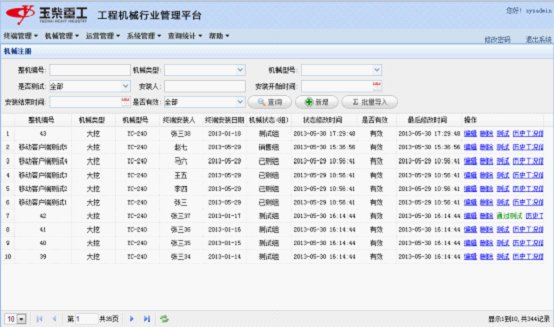 玉柴重工 工程机械行业管理平台 您好! sysadmin
YUCHAI HEAVY INDUSTRY
终端管理 机械管理 运营管理 系统管理 查询统计 帮助 修改密码 退出系统
机械注册
整机编号: 机械类型: 机械型号:
是否测试: 全部 安装人: 安装开始时间:
安装结束时间: 是否有效: 全部 查询 新增 批量导入
整机编号 机械类型 机械型号 终端安装人 终端安装日期 机械状态(组) 状态修改时间 是否有效 最后修改时间 操作
1 43 大挖 YC-240 张三38 2013-01-18 测试组 2013-05-30 17:29:48 有效 2013-05-30 17:29:48 编辑 删除 测试 历史工况信
2 移动客户端测试5 大挖 YC-240 赵七 2013-05-29 销售组 2013-05-30 15:36:56 有效 2013-05-30 15:36:56 编辑 删除 测试 历史工况信
3 移动客户端测试4 大挖 YC-240 马六 2013-05-29 已测组 2013-05-29 10:56:41 有效 2013-05-29 10:56:41 编辑 删除 测试 历史工况信
4 移动客户端测试3 大挖 YC-240 王五 2013-05-29 已测组 2013-05-29 10:56:41 有效 2013-05-29 10:56:41 编辑 删除 测试 历史工况信
5 移动客户端测试2 大挖 YC-240 李四 2013-05-29 已测组 2013-05-29 10:56:41 有效 2013-05-29 10:56:41 编辑 删除 测试 历史工况信
6 移动客户端测试1 大挖 YC-240 张三 2013-05-29 已测组 2013-05-29 10:56:41 有效 2013-05-29 10:56:41 编辑 删除 测试 历史工况信
7 42 大挖 YC-240 张三37 2013-01-17 测试组 2013-05-30 16:14:44 有效 2013-05-30 16:14:44 编辑 删除 通过测试 历史工
8 41 大挖 YC-240 张三36 2013-01-16 测试组 2013-05-30 16:14:44 有效 2013-05-30 16:14:44 编辑 删除 测试 历史工况信
9 40 大挖 YC-240 张三35 2013-01-15 测试组 2013-05-30 16:14:44 有效 2013-05-30 16:14:44 编辑 删除 测试 历史工况信
10 39 大挖 YC-240 张三34 2013-01-14 测试组 2013-05-30 16:14:44 有效 2013-05-30 16:14:44 编辑 删除 测试 历史工况信
10 第 1 共35页 显示1到10, 共344记录